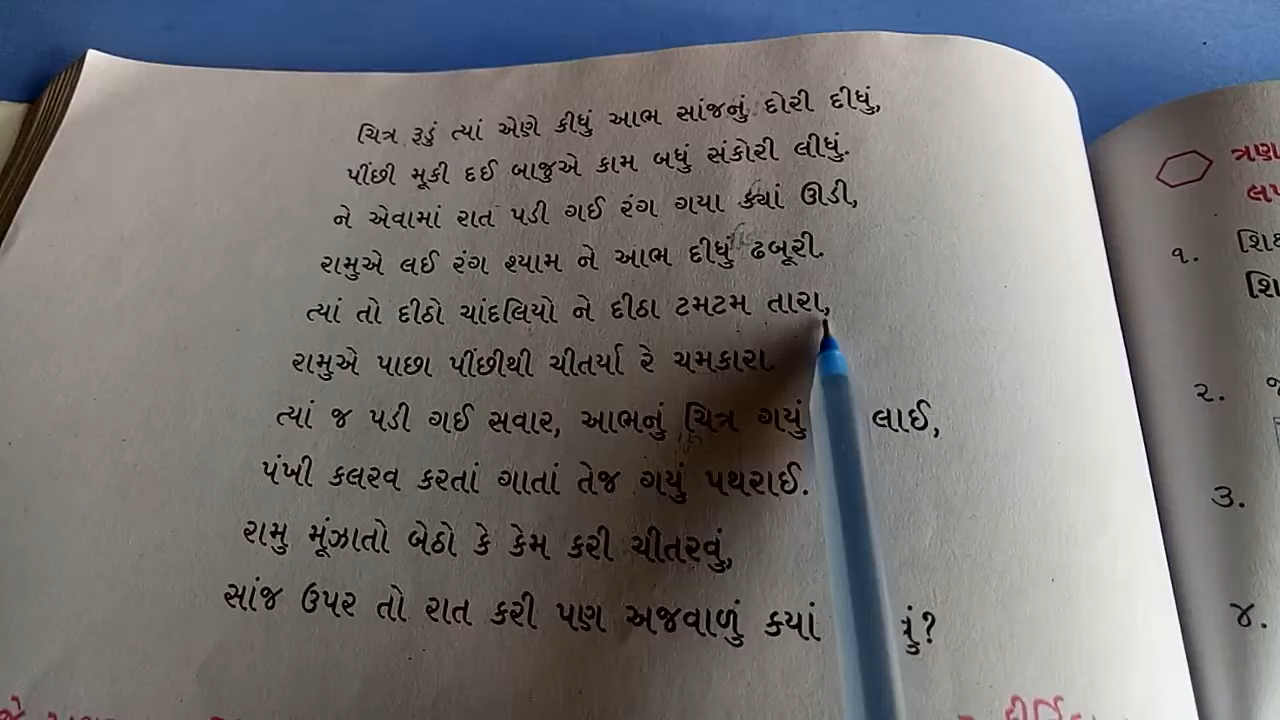 ચિત્ર રૂડું ત્યાં એણે કીધું આભ સાંજનું દોરી દીધું,
પીંછી મૂકી દઈ બાજુએ કામ બધું સંકોરી લીધું.
ને એવામાં રાત પડી ગઈ રંગ ગયા ક્યાં ઊડી,
રામુએ લઈ રંગ શ્યામ ને આભ દીધું ઢબૂરી.
ત્યાં તો દીઠો ચાંદલિયો ને દીઠા ટમટમ તારા,
રામુએ પાછા પીંછીથી ચીતર્યા રે ચમકારા
ત્યાં જ પડી ગઈ સવાર, આભનું ચિત્ર ગયું લાઈ,
પંખી કલરવ કરતાં ગાતાં તેજ ગયું પથરાઈ.
રામુ મૂંઝાતો બેઠો કે કેમ કરી ચીતરવું,
સાંજ ઉપર તો રાત કરી પણ અજવાળું ક્યાં
ત્રણ
૧.
૨.
૩.
૪.